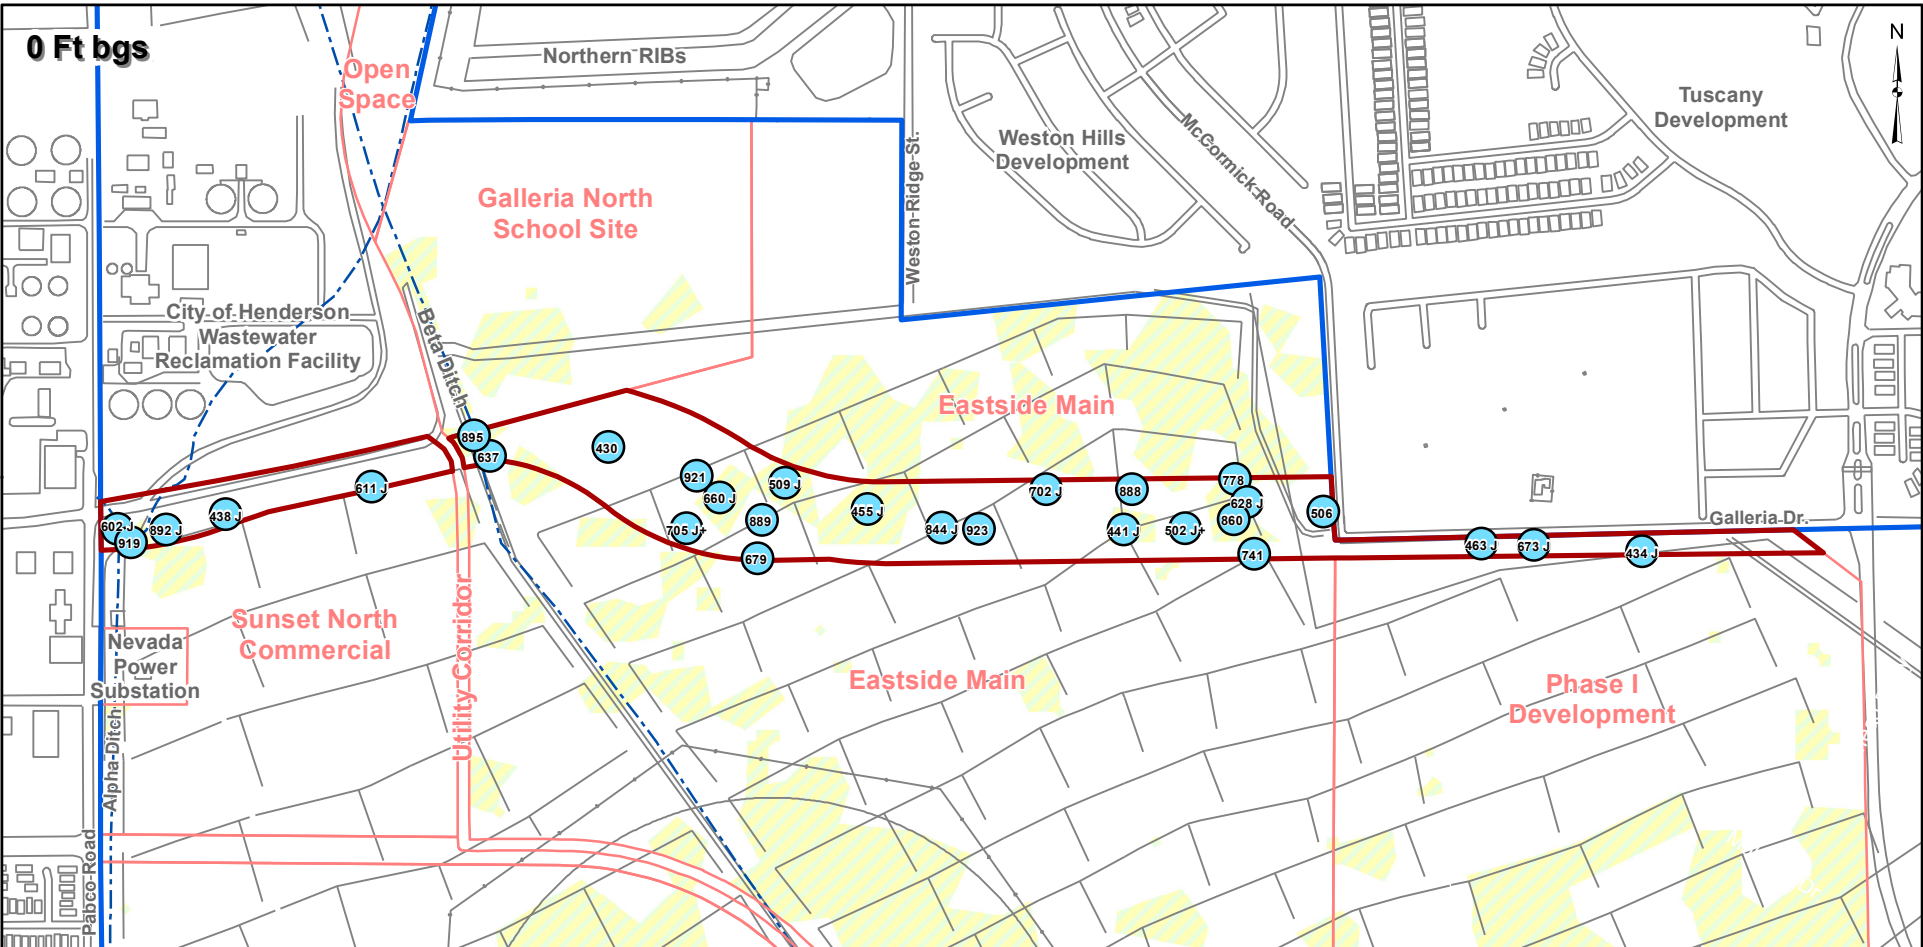 0 Ft bgs
N
Northern RIBs
Open
Space
Tuscany
Development
Weston Hills
Development
McCormick Road
Weston Ridge St.
Galleria North
School Site
City of Henderson
Wastewater
Reclamation Facility
Beta Ditch
Eastside Main
895
637
430
921
660 J
509 J
705 J+
889
679
455 J
844 J
923
702 J
888
441 J
502 J+
778
628 J
860
741
506
463 J
673 J
434 J
Galleria Dr.
611 J
438 J
892 J
602 J
919
Sunset North
Commercial
Nevada
Power
Substation
Utility Corridor
Eastside Main
Phase I
Development
Alpha Ditch
Pabco Road